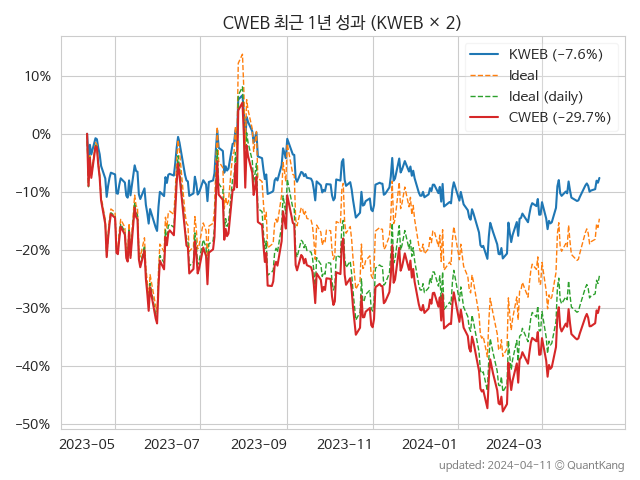 CWEB 최근 1년 성과 (KWEB × 2)
KWEB (−7.6%)
Ideal
Ideal (daily)
CWEB (−29.7%)
10%
0%
−10%
−20%
−30%
−40%
−50%
2023-05
2023-07
2023-09
2023-11
2024-01
2024-03
updated: 2024-04-11 © QuantKang